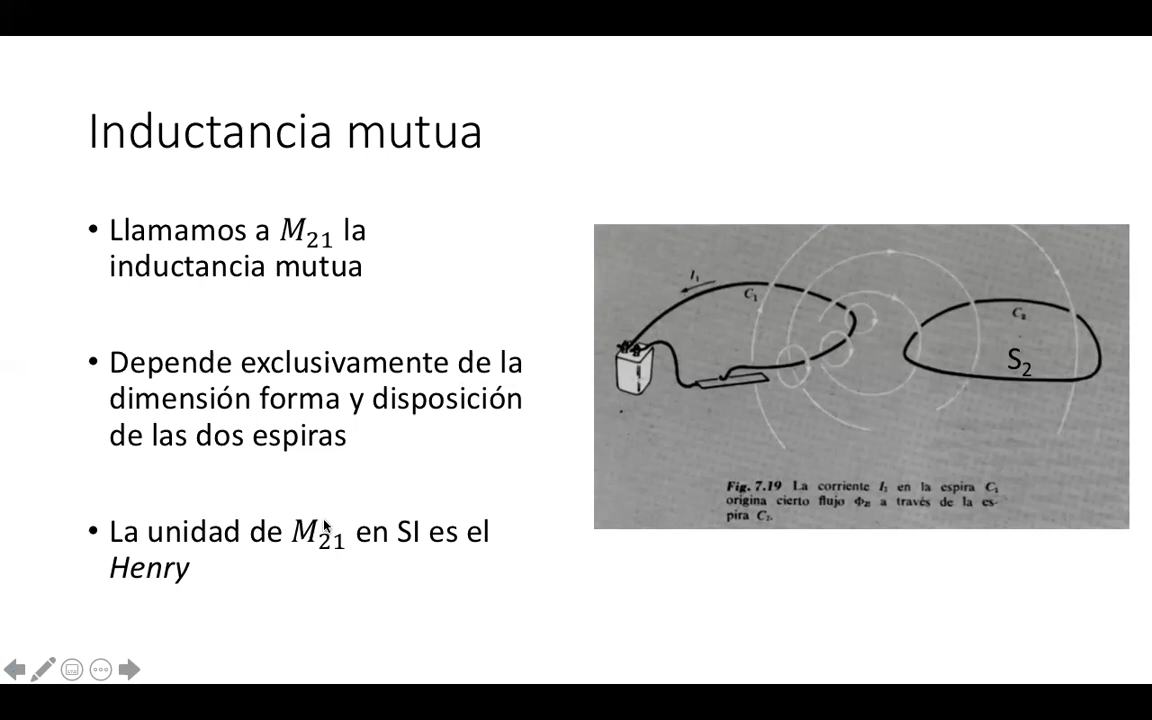 Inductancia mutua
• Llamamos a M21 la
inductancia mutua
• Depende exclusivamente de la
dimensión forma y disposición
de las dos espiras
• La unidad de M21 en SI es el
Henry
I1
C1
C2
S2
Fig. 7.19 La corriente I1 en la espira C1
origina cierto flujo Φ21 a través de la es-
pira C2.